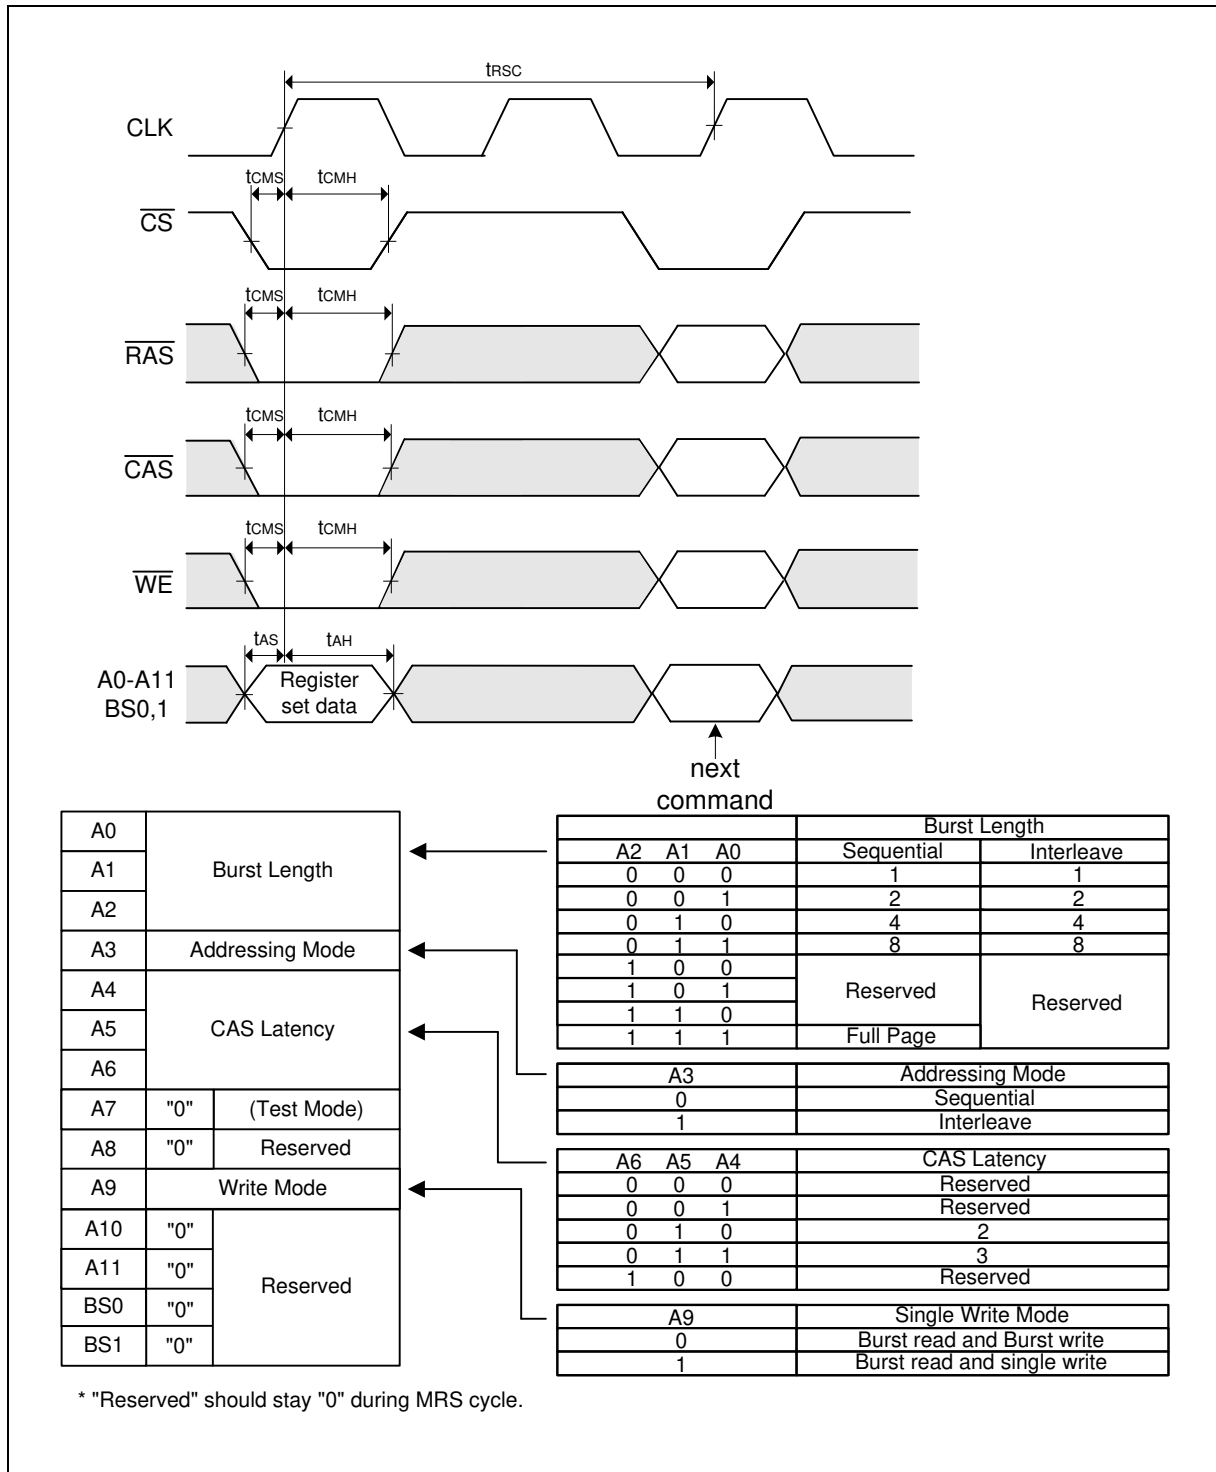 tRSC
CLK
tCMS tCMH
CS
tCMS tCMH
RAS
tCMS tCMH
CAS
tCMS tCMH
WE
tAS tAH
A0-A11
BS0,1
Register
set data
next
command
A0
A1
A2
Burst Length
A3 Addressing Mode
A4
A5
A6
CAS Latency
A7 "0" (Test Mode)
A8 "0" Reserved
A9 Write Mode
A10 "0"
A11 "0"
BS0 "0"
BS1 "0"
Reserved
Burst Length
A2 A1 A0 Sequential Interleave
0 0 0 1 1
0 0 1 2 2
0 1 0 4 4
0 1 1 8 8
1 0 0
1 0 1 Reserved Reserved
1 1 0
1 1 1 Full Page
A3 Addressing Mode
0 Sequential
1 Interleave
A6 A5 A4 CAS Latency
0 0 0 Reserved
0 0 1 Reserved
0 1 0 2
0 1 1 3
1 0 0 Reserved
A9 Single Write Mode
0 Burst read and Burst write
1 Burst read and single write
* "Reserved" should stay "0" during MRS cycle.